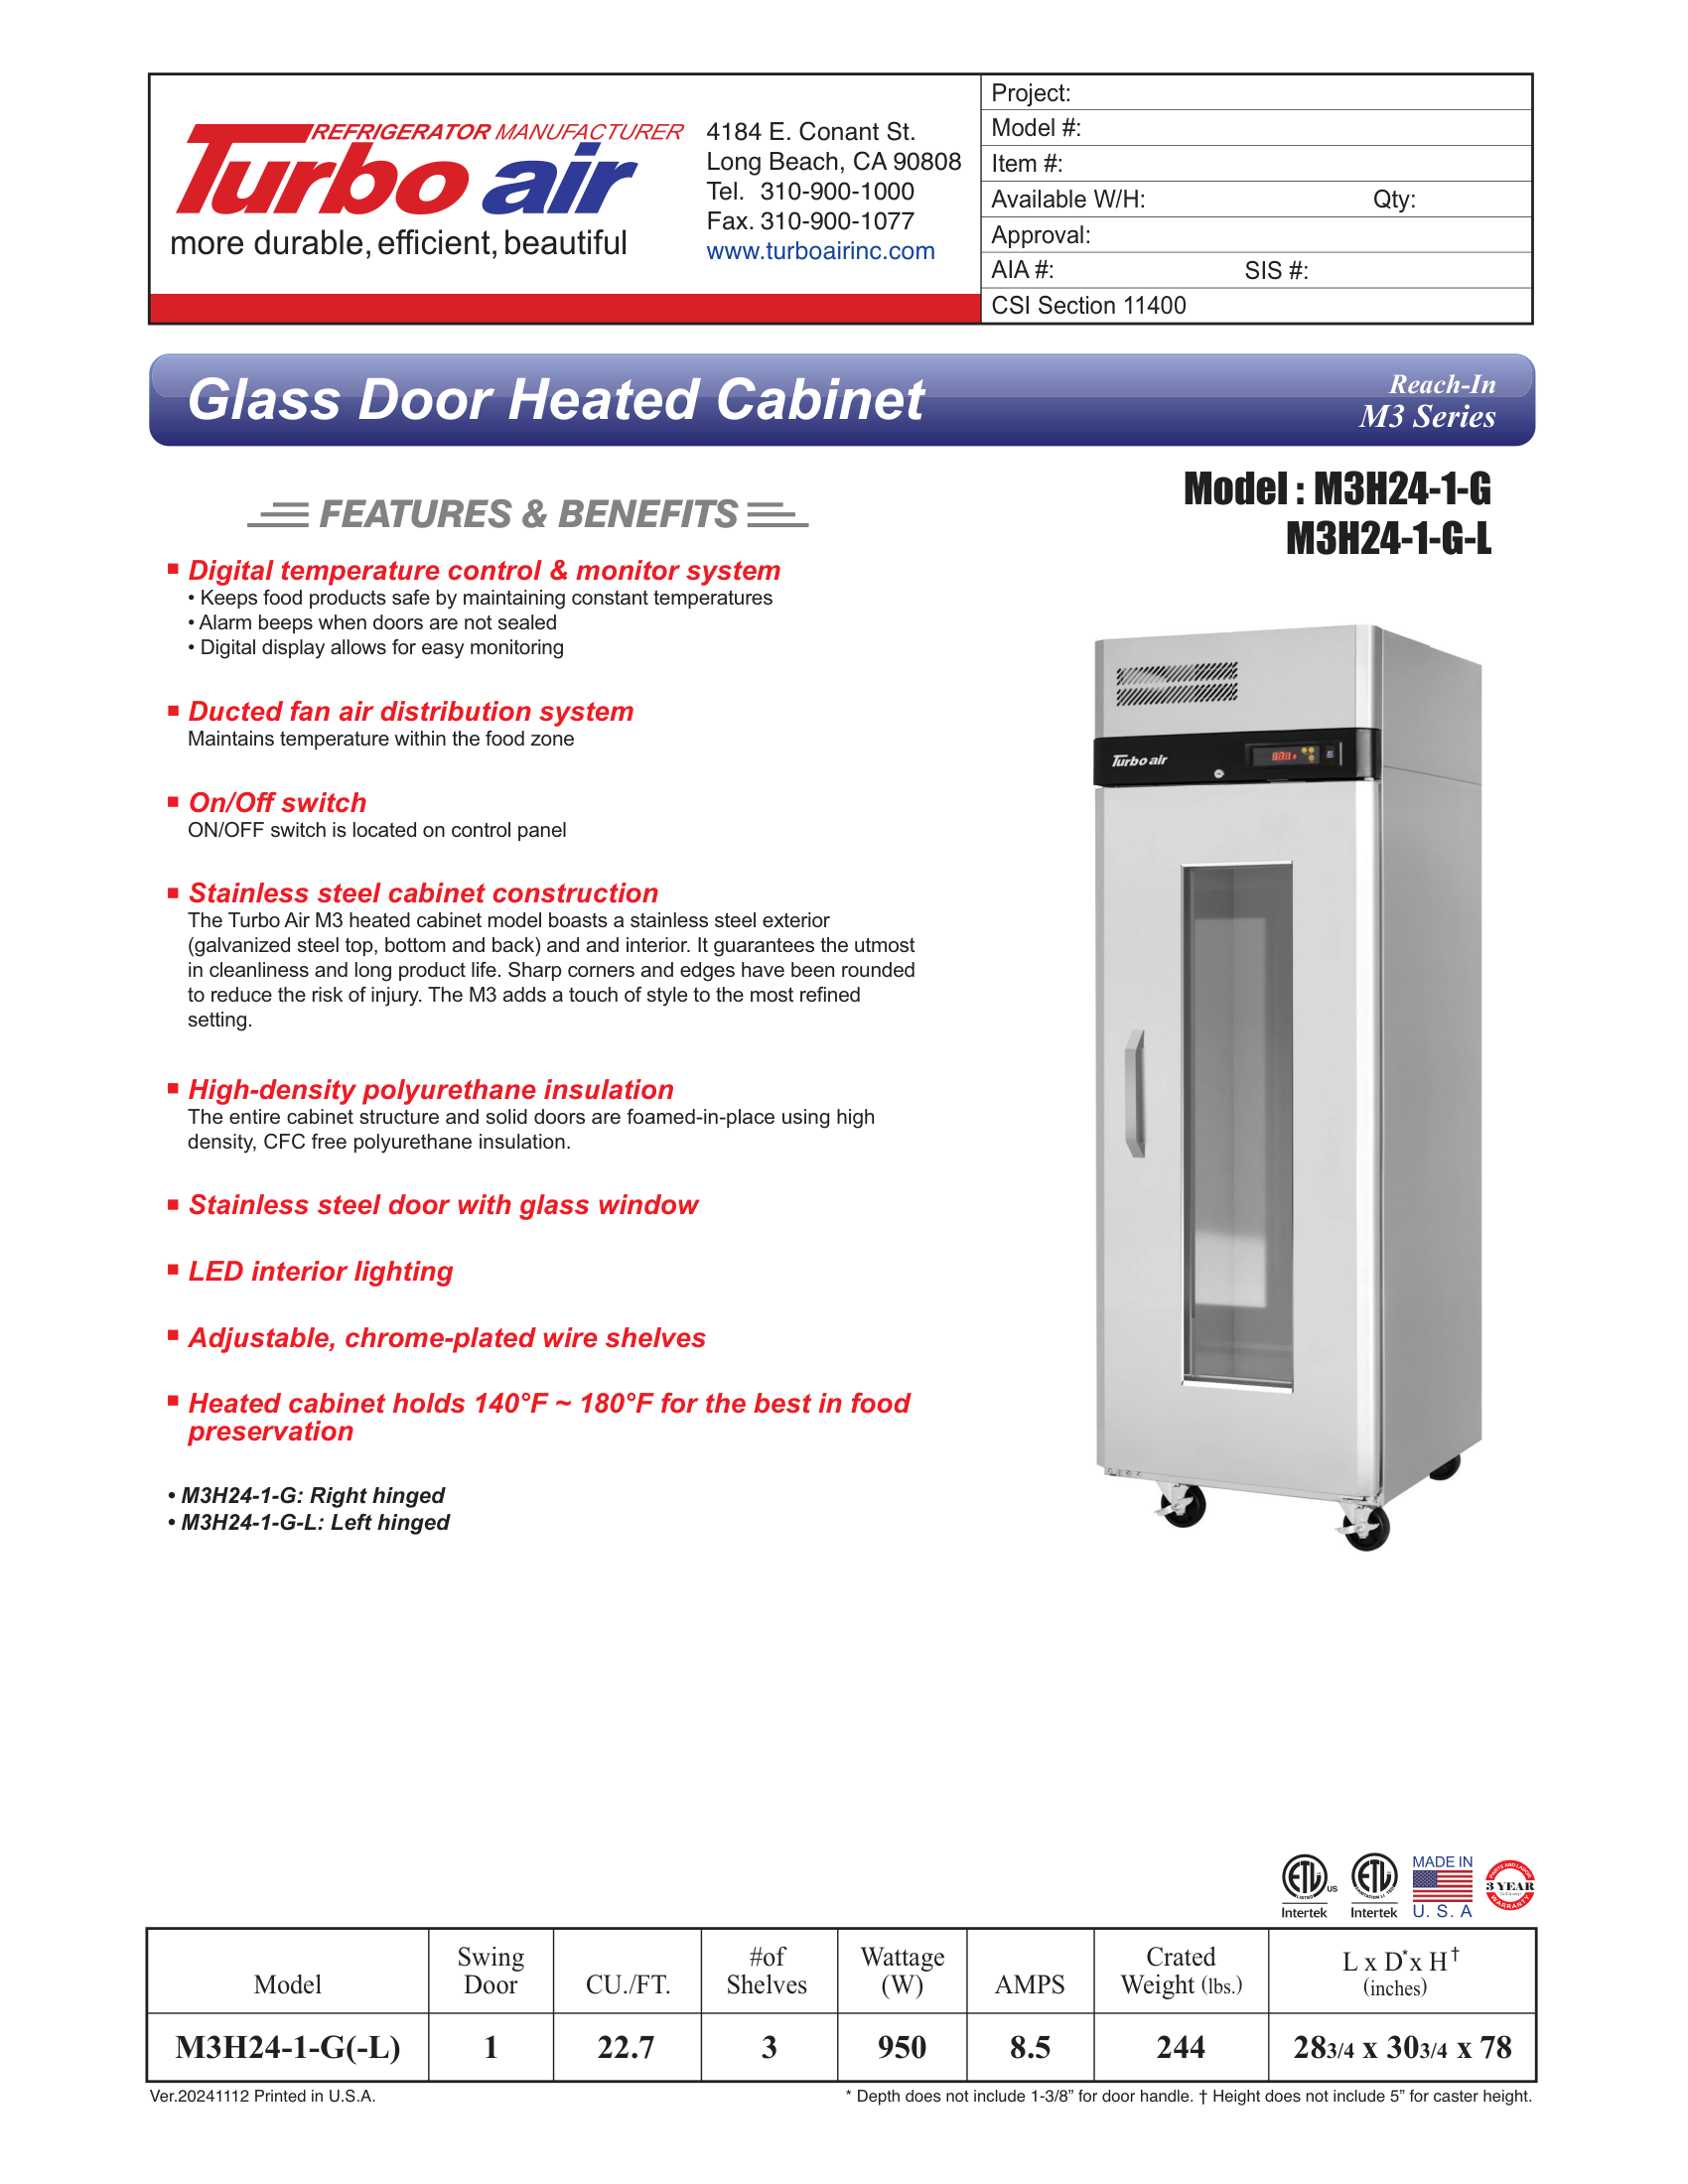 REFRIGERATOR MANUFACTURER
Turbo air
more durable, efficient, beautiful
4184 E. Conant St.
Long Beach, CA 90808
Tel. 310-900-1000
Fax. 310-900-1077
www.turboairinc.com
Project:
Model #:
Item #:
Available W/H: Qty:
Approval:
AIA #: SIS #:
CSI Section 11400
Glass Door Heated Cabinet
Reach-In
M3 Series
Model : M3H24-1-G
M3H24-1-G-L
FEATURES & BENEFITS
Digital temperature control & monitor system
• Keeps food products safe by maintaining constant temperatures
• Alarm beeps when doors are not sealed
• Digital display allows for easy monitoring
Ducted fan air distribution system
Maintains temperature within the food zone
On/Off switch
ON/OFF switch is located on control panel
Stainless steel cabinet construction
The Turbo Air M3 heated cabinet model boasts a stainless steel exterior
(galvanized steel top, bottom and back) and and interior. It guarantees the utmost
in cleanliness and long product life. Sharp corners and edges have been rounded
to reduce the risk of injury. The M3 adds a touch of style to the most refined
setting.
High-density polyurethane insulation
The entire cabinet structure and solid doors are foamed-in-place using high
density, CFC free polyurethane insulation.
Stainless steel door with glass window
LED interior lighting
Adjustable, chrome-plated wire shelves
Heated cabinet holds 140°F ~ 180°F for the best in food
preservation
• M3H24-1-G: Right hinged
• M3H24-1-G-L: Left hinged
Turbo air
ETL LISTED US Intertek
ETL Intertek
MADE IN
U. S. A
PARTS AND LABOR
3 YEAR
WARRANTY
Model Swing Door CU./FT. #of Shelves Wattage (W) AMPS Crated Weight (lbs.) L x D* x H† (inches)
M3H24-1-G(-L) 1 22.7 3 950 8.5 244 28 3/4 x 30 3/4 x 78
Ver.20241112 Printed in U.S.A.
* Depth does not include 1-3/8” for door handle. † Height does not include 5” for caster height.